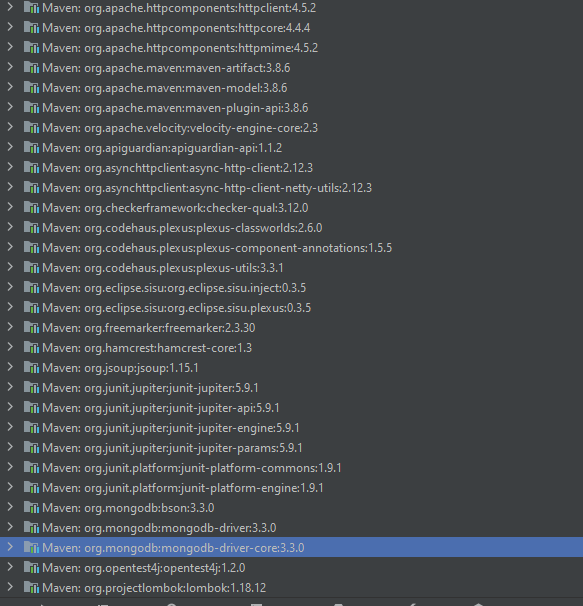 Maven: org.apache.httpcomponents:httpclient:4.5.2
Maven: org.apache.httpcomponents:httpcore:4.4.4
Maven: org.apache.httpcomponents:httpmime:4.5.2
Maven: org.apache.maven:maven-artifact:3.8.6
Maven: org.apache.maven:maven-model:3.8.6
Maven: org.apache.maven:maven-plugin-api:3.8.6
Maven: org.apache.velocity:velocity-engine-core:2.3
Maven: org.apiguardian:apiguardian-api:1.1.2
Maven: org.asynchttpclient:async-http-client:2.12.3
Maven: org.asynchttpclient:async-http-client-netty-utils:2.12.3
Maven: org.checkerframework:checker-qual:3.12.0
Maven: org.codehaus.plexus:plexus-classworlds:2.6.0
Maven: org.codehaus.plexus:plexus-component-annotations:1.5.5
Maven: org.codehaus.plexus:plexus-utils:3.3.1
Maven: org.eclipse.sisu:org.eclipse.sisu.inject:0.3.5
Maven: org.eclipse.sisu:org.eclipse.sisu.plexus:0.3.5
Maven: org.freemarker:freemarker:2.3.30
Maven: org.hamcrest:hamcrest-core:1.3
Maven: org.jsoup:jsoup:1.15.1
Maven: org.junit.jupiter:junit-jupiter:5.9.1
Maven: org.junit.jupiter:junit-jupiter-api:5.9.1
Maven: org.junit.jupiter:junit-jupiter-engine:5.9.1
Maven: org.junit.jupiter:junit-jupiter-params:5.9.1
Maven: org.junit.platform:junit-platform-commons:1.9.1
Maven: org.junit.platform:junit-platform-engine:1.9.1
Maven: org.mongodb:bson:3.3.0
Maven: org.mongodb:mongodb-driver:3.3.0
Maven: org.mongodb:mongodb-driver-core:3.3.0
Maven: org.opentest4j:opentest4j:1.2.0
Maven: org.projectlombok:lombok:1.18.12